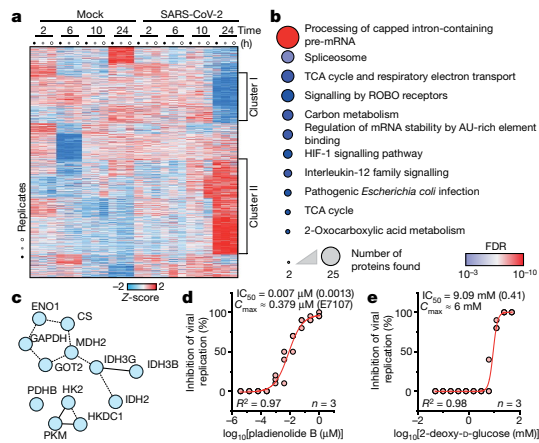 a
Mock
SARS-CoV-2
2 6 10 24 2 6 10 24 Time
(h)
Cluster I
Cluster II
Replicates
−2 2
Z-score
b
Processing of capped intron-containing
pre-mRNA
Spliceosome
TCA cycle and respiratory electron transport
Signalling by ROBO receptors
Carbon metabolism
Regulation of mRNA stability by AU-rich element
binding
HIF-1 signalling pathway
Interleukin-12 family signalling
Pathogenic Escherichia coli infection
TCA cycle
2-Oxocarboxylic acid metabolism
2 25
Number of
proteins found
FDR
10−3 10−10
c
ENO1
CS
GAPDH
MDH2
GOT2
IDH3G
IDH3B
IDH2
PDHB
HK2
HKDC1
PKM
d
IC50 = 0.007 μM (0.0013)
Cmax ≈ 0.379 μM (E7107)
Inhibition of viral
replication (%)
100
50
0
R2 = 0.97
n = 3
−6 −4 −2 0
log10[pladienolide B (μM)]
e
IC50 = 9.09 mM (0.41)
Cmax ≈ 6 mM
Inhibition of viral
replication (%)
100
50
0
R2 = 0.98
n = 3
−1 0 1 2
log10[2-deoxy-D-glucose (mM)]